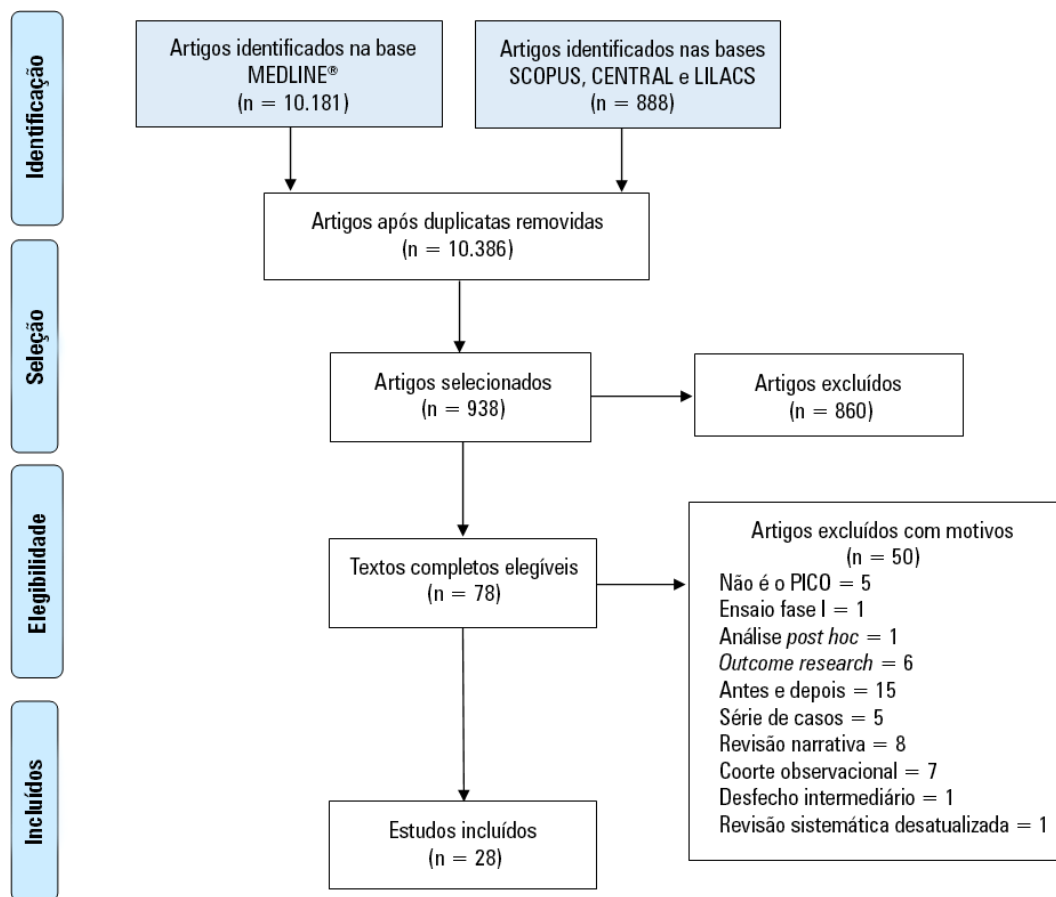 Identificação
Artigos identificados na base
MEDLINE®
(n = 10.181)
Artigos identificados nas bases
SCOPUS, CENTRAL e LILACS
(n = 888)
Artigos após duplicatas removidas
(n = 10.386)
Seleção
Artigos selecionados
(n = 938)
Artigos excluídos
(n = 860)
Elegibilidade
Textos completos elegíveis
(n = 78)
Artigos excluídos com motivos
(n = 50)
Não é o PICO = 5
Ensaio fase I = 1
Análise post hoc = 1
Outcome research = 6
Antes e depois = 15
Série de casos = 5
Revisão narrativa = 8
Coorte observacional = 7
Desfecho intermediário = 1
Revisão sistemática desatualizada = 1
Incluídos
Estudos incluídos
(n = 28)